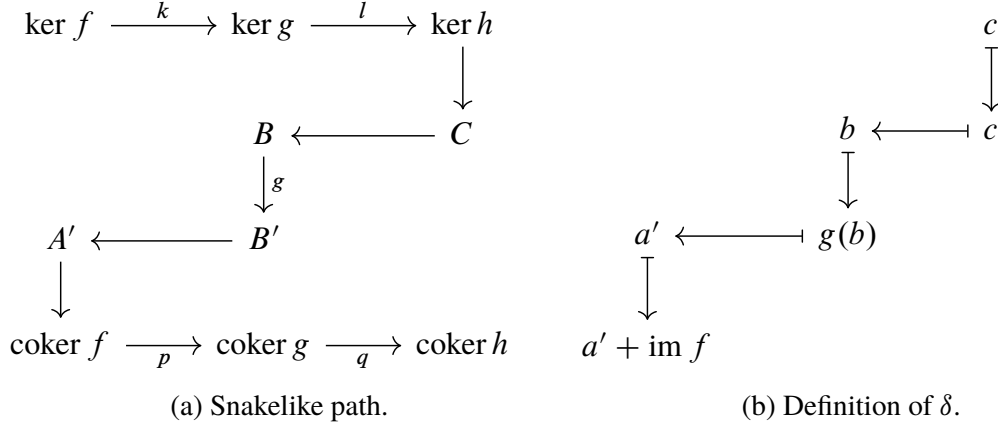 k l c
ker f ker g ker h
b c
B C
g
a′ g(b)
A′ B′
coker f coker g coker h a′ + im f
p q
(a) Snakelike path. (b) Definition of δ.